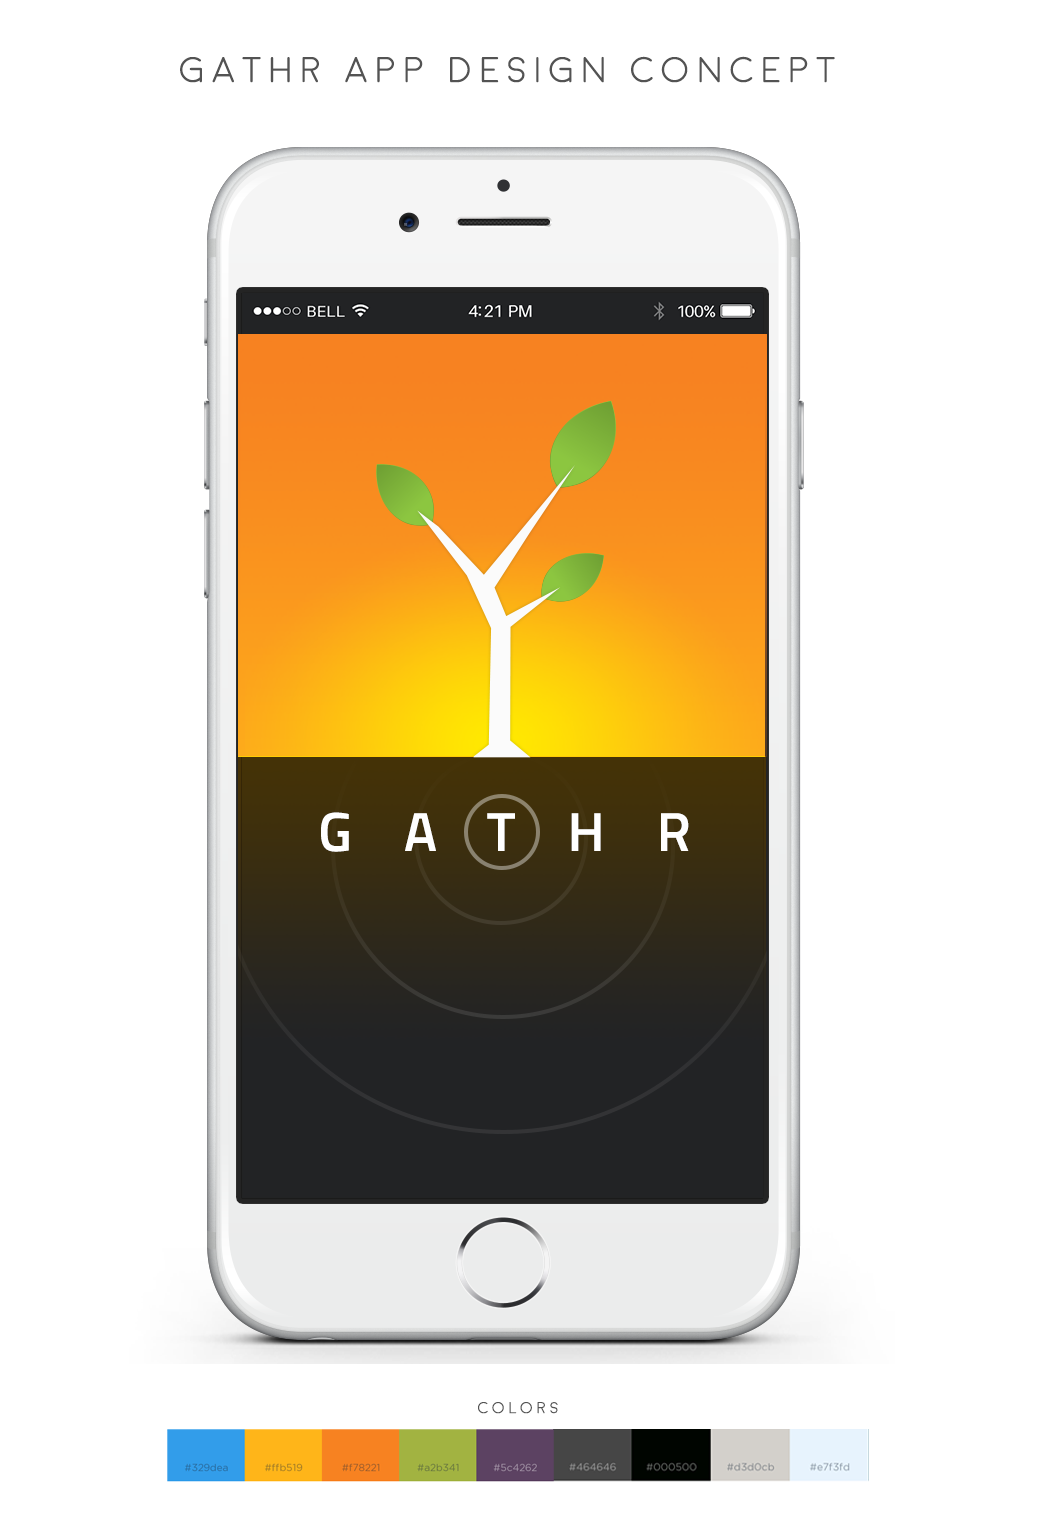 GATHR APP DESIGN CONCEPT
BELL 4:21 PM 100%
G A T H R
COLORS
#329dea #ffb519 #f78221 #a2b341 #5c4262 #464646 #000500 #d3d0cb #e7f3fd